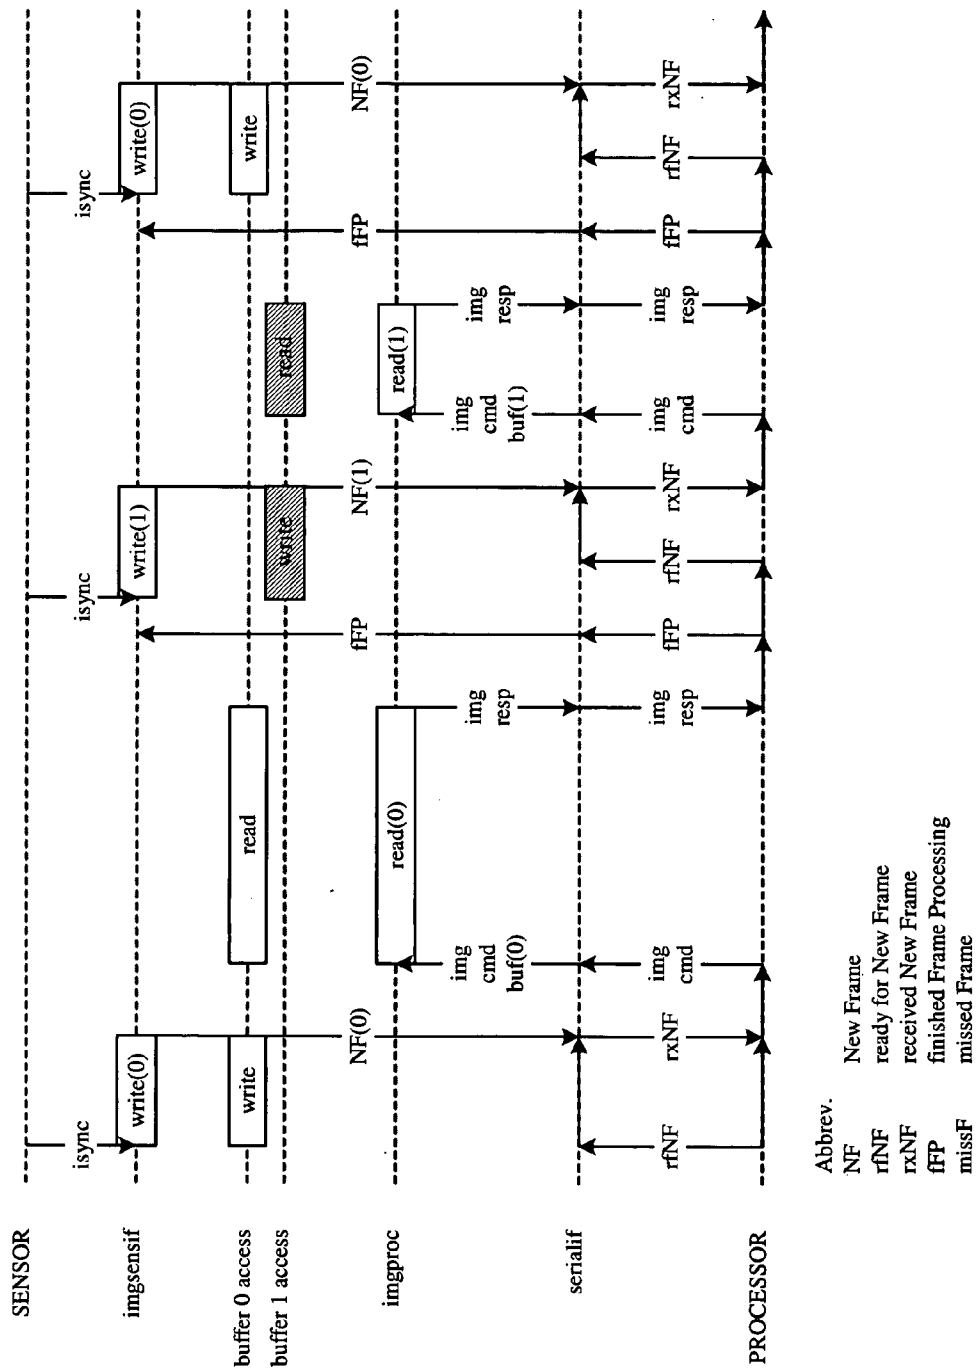 SENSOR
isync isync isync
imgsensif write(0) write(1) write(0)
buffer 0 access write read write
buffer 1 access write read
NF(0) fFP NF(1) fFP NF(0)
imgproc read(0) read(1)
img img img img
cmd resp cmd resp
buf(0) buf(1)
serialif
img img img img
rfNF rxNF cmd resp fFP rfNF rxNF cmd resp fFP rfNF rxNF
PROCESSOR
Abbrev.
NF New Frame
rfNF ready for New Frame
rxNF received New Frame
fFP finished Frame Processing
missF missed Frame